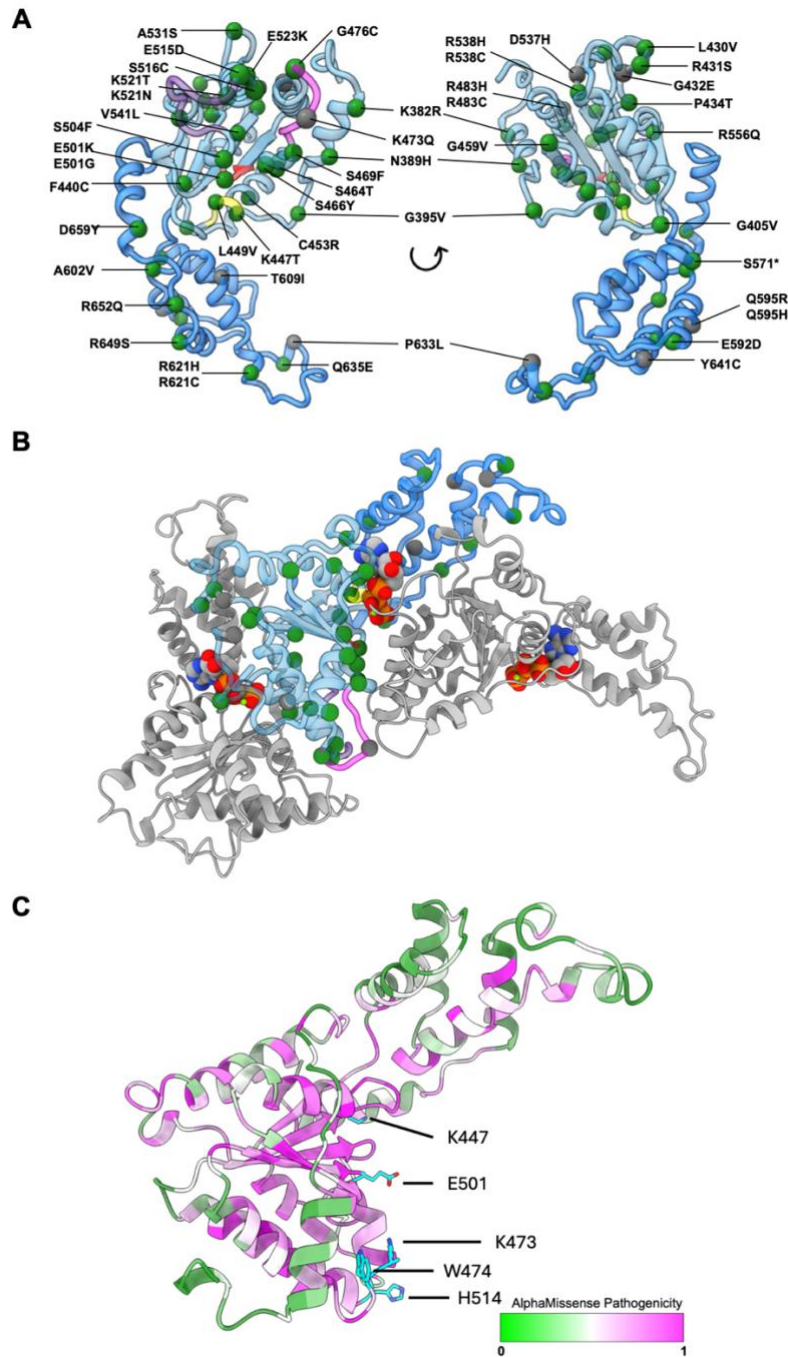 A
A531S
E515D
S516C
K521T
K521N
V541L
S504F
E501K
E501G
F440C
D659Y
A602V
R652Q
R649S
R621H
R621C
E523K
G476C
K382R
K473Q
N389H
S469F
S464T
S466Y
G395V
C453R
L449V
K447T
T609I
P633L
Q635E
R538H
R538C
D537H
R483H
R483C
G459V
L430V
R431S
G432E
P434T
R556Q
G405V
S571*
Q595R
Q595H
E592D
Y641C
B
C
K447
E501
K473
W474
H514
AlphaMissense Pathogenicity
0 1